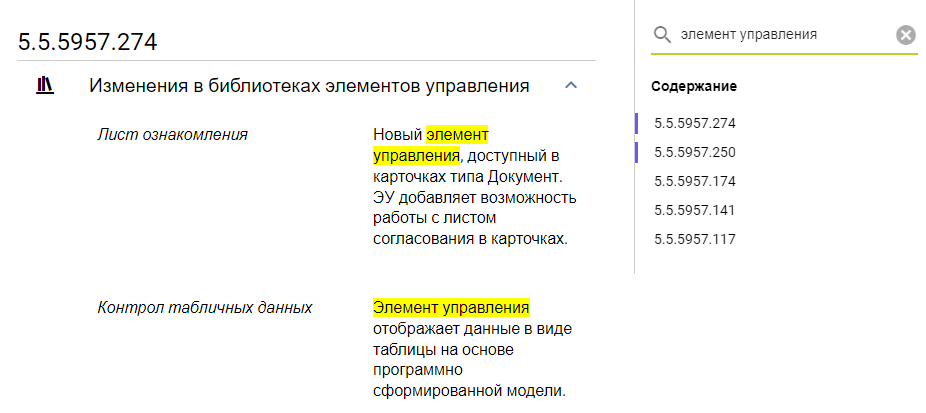 5.5.5957.274
Изменения в библиотеках элементов управления
Лист ознакомления
Новый элемент
управления, доступный в
карточках типа Документ.
ЭУ добавляет возможность
работы с листом
согласования в карточках.
Контрол табличных данных
Элемент управления
отображает данные в виде
таблицы на основе
программно
сформированной модели.
элемент управления
Содержание
5.5.5957.274
5.5.5957.250
5.5.5957.174
5.5.5957.141
5.5.5957.117